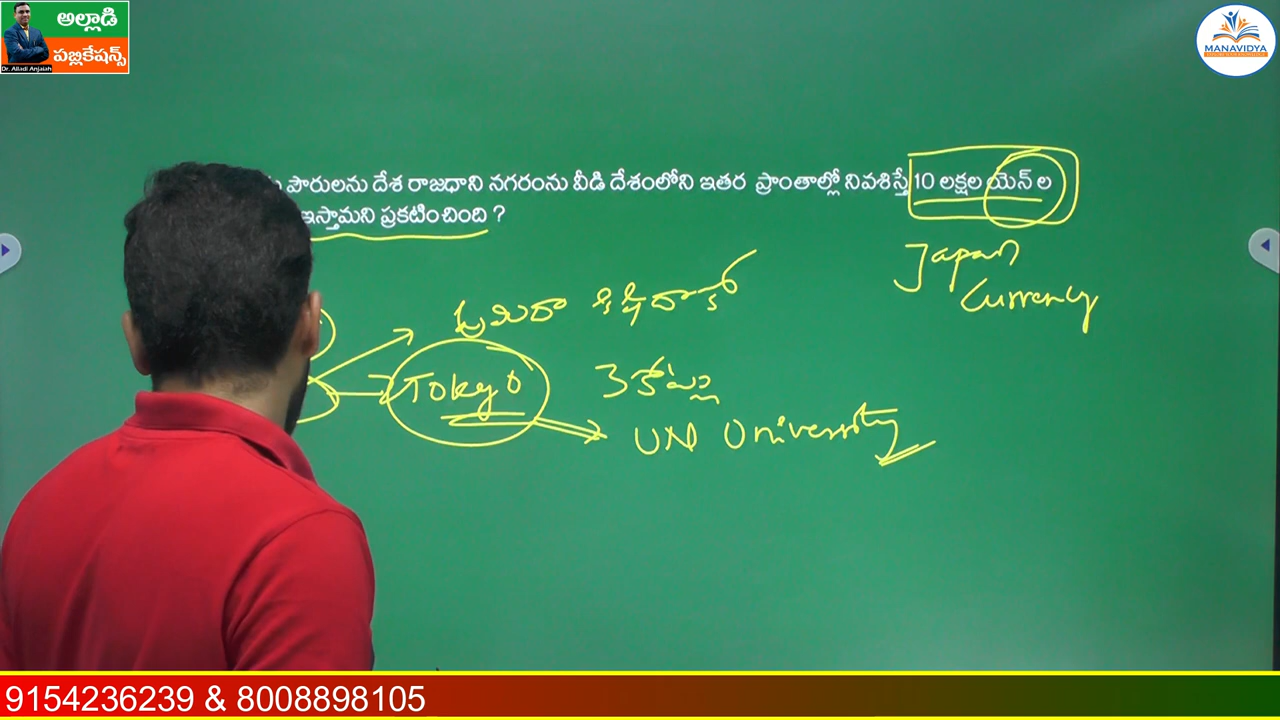 అల్లాడి
పబ్లికేషన్స్
Dr. Alladi Anjaiah
MANAVIDYA
పౌరులను దేశ రాజధాని నగరంను వీడి దేశంలోని ఇతర ప్రాంతాల్లో నివశిస్తే 10 లక్షల యెన్ ల
ఇస్తామని ప్రకటించింది ?
Japan
Currency
Tokyo
UN University
9154236239 & 8008898105